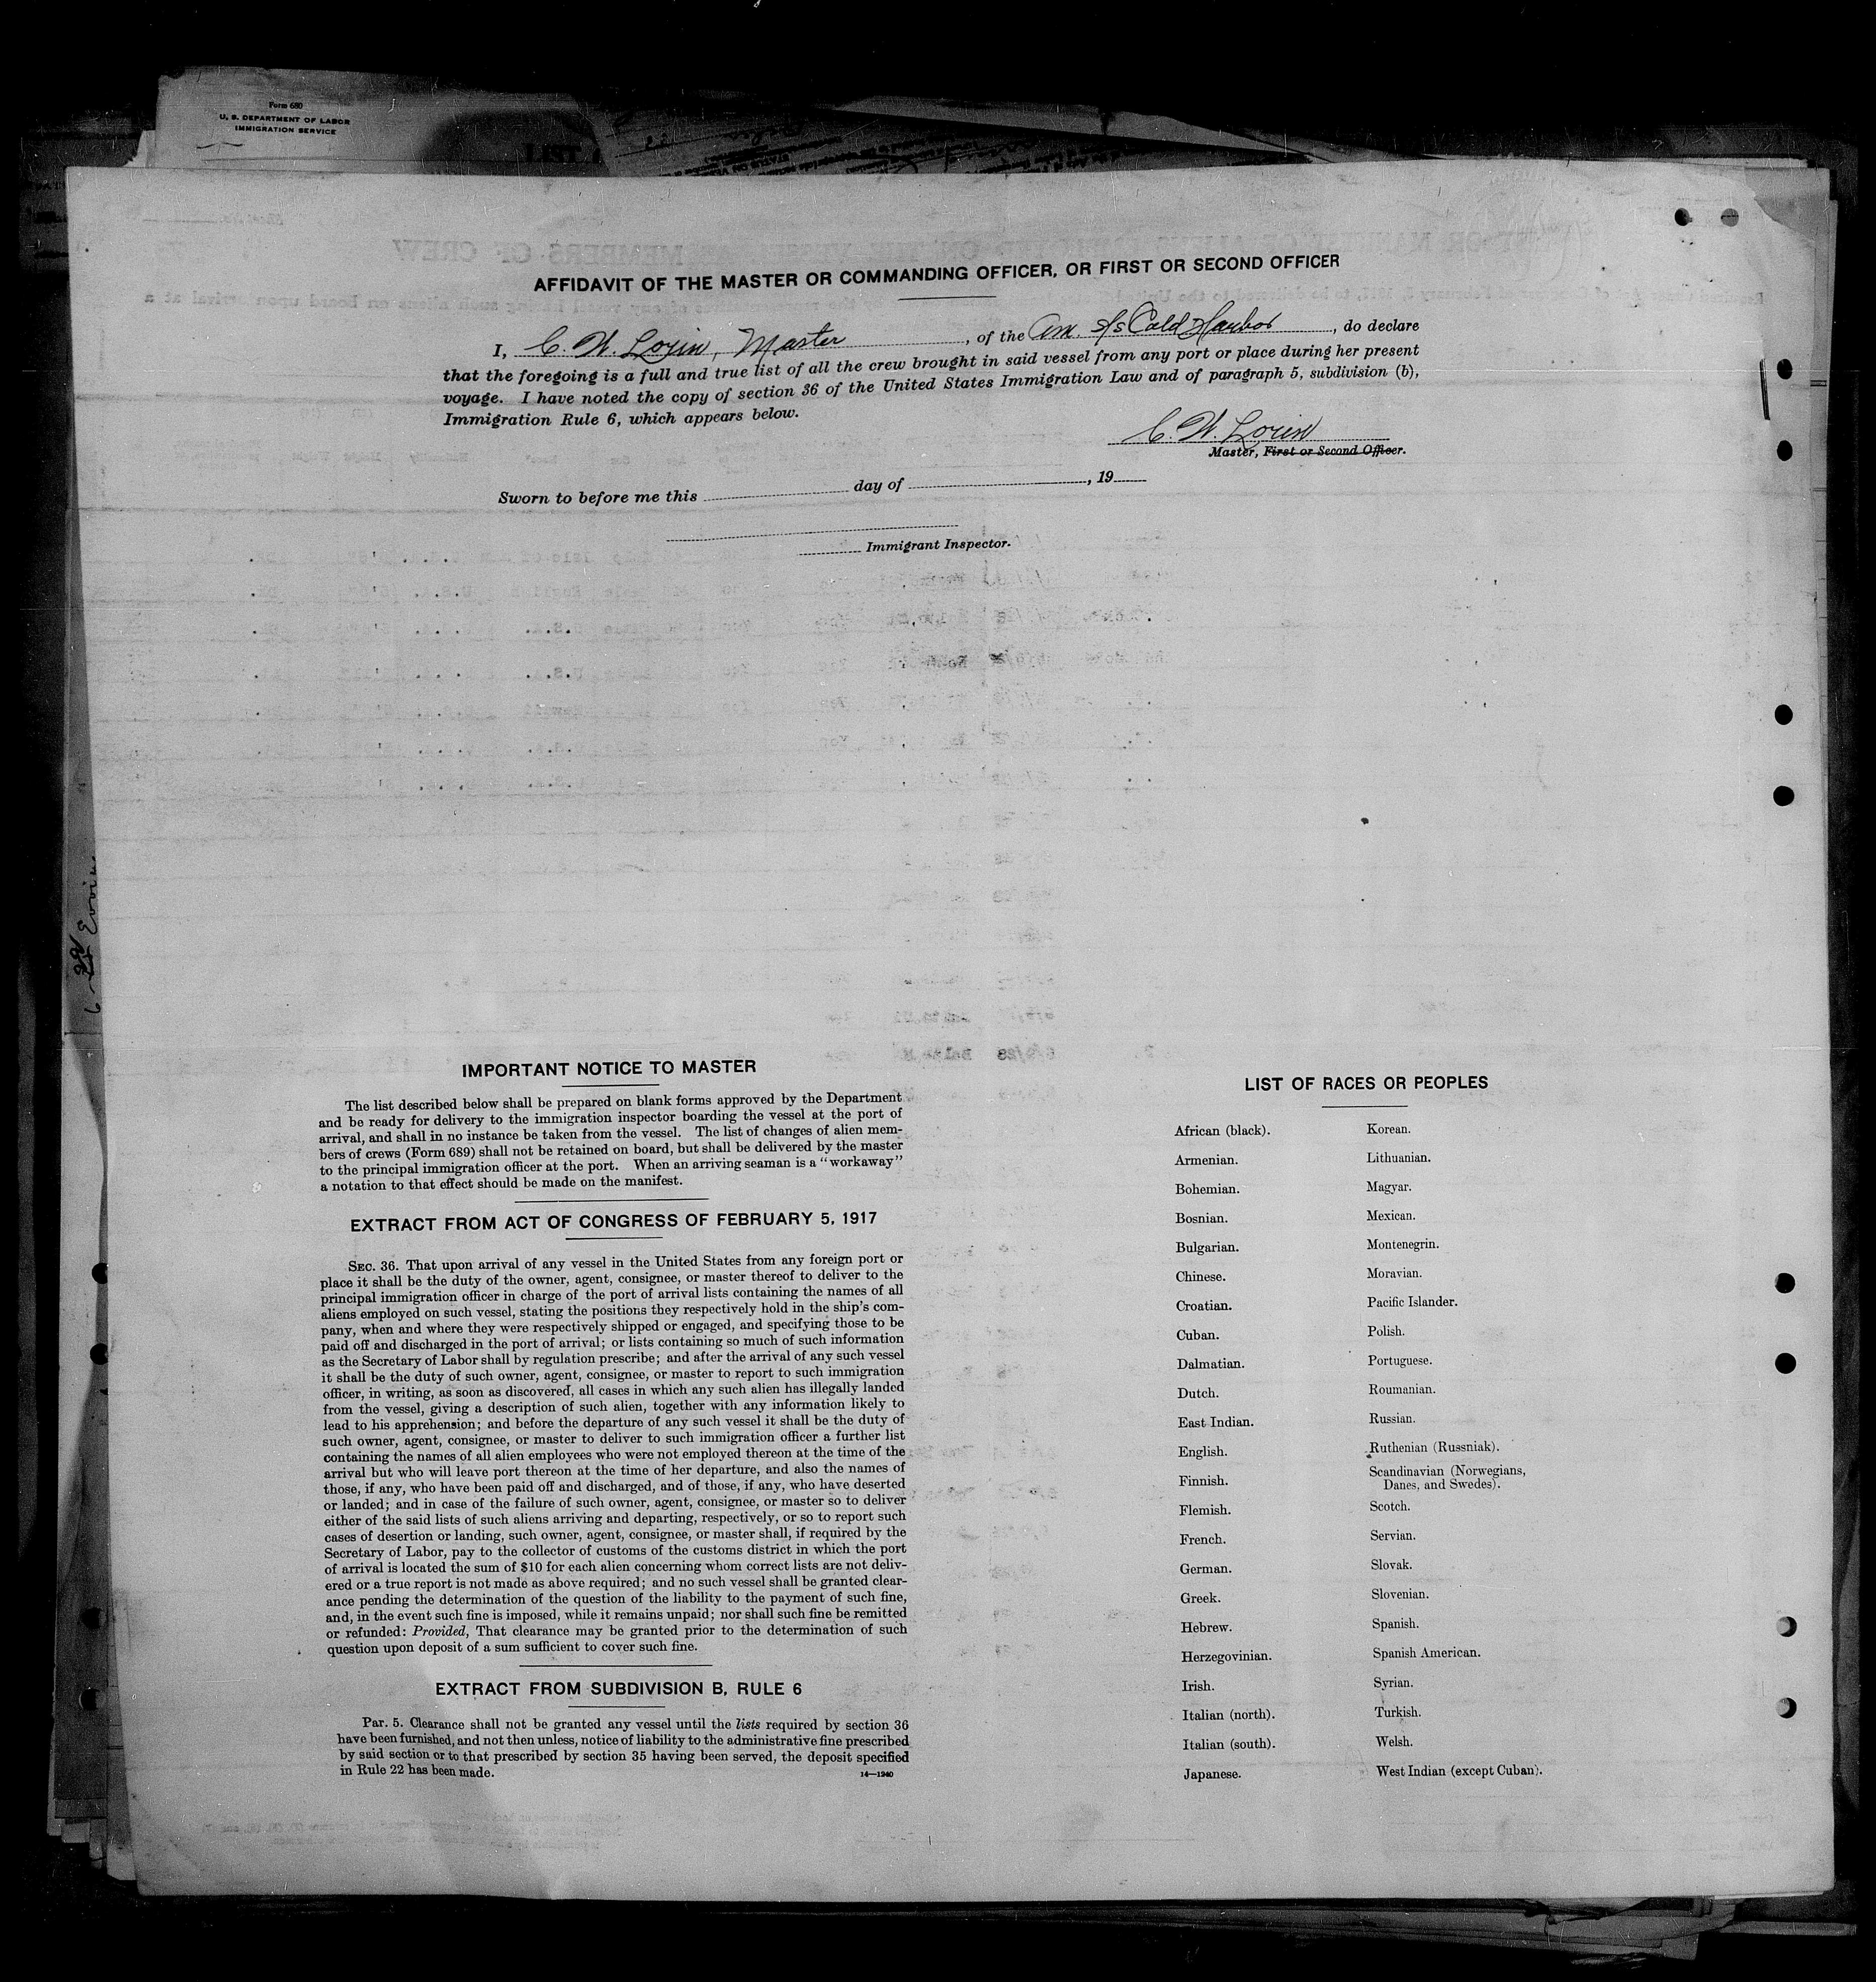 Form 680
U. S. DEPARTMENT OF LABOR
IMMIGRATION SERVICE
LIST
AFFIDAVIT OF THE MASTER OR COMMANDING OFFICER, OR FIRST OR SECOND OFFICER
I, C. W. Lorin, Master, of the Am. s/s Cold Harbor, do declare
that the foregoing is a full and true list of all the crew brought in said vessel from any port or place during her present
voyage. I have noted the copy of section 36 of the United States Immigration Law and of paragraph 5, subdivision (b),
Immigration Rule 6, which appears below.
C. W. Lorin
Master, First or Second Officer.
Sworn to before me this day of , 19
Immigrant Inspector.
IMPORTANT NOTICE TO MASTER
The list described below shall be prepared on blank forms approved by the Department
and be ready for delivery to the immigration inspector boarding the vessel at the port of
arrival, and shall in no instance be taken from the vessel. The list of changes of alien mem-
bers of crews (Form 689) shall not be retained on board, but shall be delivered by the master
to the principal immigration officer at the port. When an arriving seaman is a "workaway"
a notation to that effect should be made on the manifest.
EXTRACT FROM ACT OF CONGRESS OF FEBRUARY 5, 1917
SEC. 36. That upon arrival of any vessel in the United States from any foreign port or
place it shall be the duty of the owner, agent, consignee, or master thereof to deliver to the
principal immigration officer in charge of the port of arrival lists containing the names of all
aliens employed on such vessel, stating the positions they respectively hold in the ship's com-
pany, when and where they were respectively shipped or engaged, and specifying those to be
paid off and discharged in the port of arrival; or lists containing so much of such information
as the Secretary of Labor shall by regulation prescribe; and after the arrival of any such vessel
it shall be the duty of such owner, agent, consignee, or master to report to such immigration
officer, in writing, as soon as discovered, all cases in which any such alien has illegally landed
from the vessel, giving a description of such alien, together with any information likely to
lead to his apprehension; and before the departure of any such vessel it shall be the duty of
such owner, agent, consignee, or master to deliver to such immigration officer a further list
containing the names of all alien employees who were not employed thereon at the time of the
arrival but who will leave port thereon at the time of her departure, and also the names of
those, if any, who have been paid off and discharged, and of those, if any, who have deserted
or landed; and in case of the failure of such owner, agent, consignee, or master so to deliver
either of the said lists of such aliens arriving and departing, respectively, or so to report such
cases of desertion or landing, such owner, agent, consignee, or master shall, if required by the
Secretary of Labor, pay to the collector of customs of the customs district in which the port
of arrival is located the sum of $10 for each alien concerning whom correct lists are not deliv-
ered or a true report is not made as above required; and no such vessel shall be granted clear-
ance pending the determination of the question of the liability to the payment of such fine,
and, in the event such fine is imposed, while it remains unpaid; nor shall such fine be remitted
or refunded: Provided, That clearance may be granted prior to the determination of such
question upon deposit of a sum sufficient to cover such fine.
EXTRACT FROM SUBDIVISION B, RULE 6
Par. 5. Clearance shall not be granted any vessel until the lists required by section 36
have been furnished, and not then unless, notice of liability to the administrative fine prescribed
by said section or to that prescribed by section 35 having been served, the deposit specified
in Rule 22 has been made.
14—1240
LIST OF RACES OR PEOPLES
African (black).
Armenian.
Bohemian.
Bosnian.
Bulgarian.
Chinese.
Croatian.
Cuban.
Dalmatian.
Dutch.
East Indian.
English.
Finnish.
Flemish.
French.
German.
Greek.
Hebrew.
Herzegovinian.
Irish.
Italian (north).
Italian (south).
Japanese.
Korean.
Lithuanian.
Magyar.
Mexican.
Montenegrin.
Moravian.
Pacific Islander.
Polish.
Portuguese.
Roumanian.
Russian.
Ruthenian (Russniak).
Scandinavian (Norwegians,
Danes, and Swedes).
Scotch.
Servian.
Slovak.
Slovenian.
Spanish.
Spanish American.
Syrian.
Turkish.
Welsh.
West Indian (except Cuban).